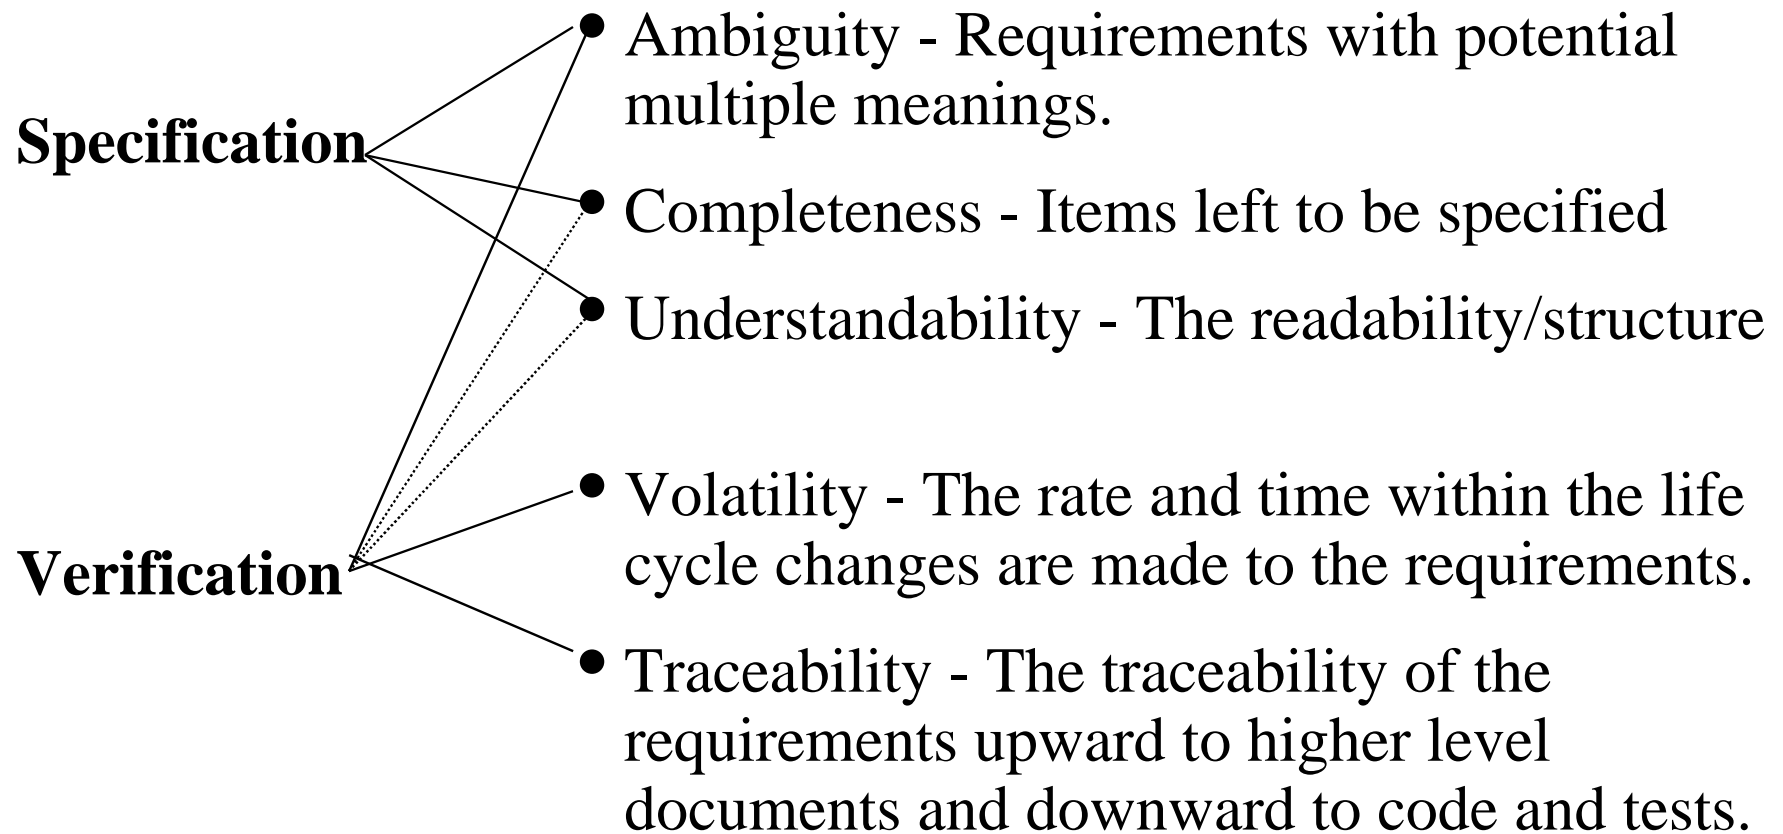 ● Ambiguity - Requirements with potential
multiple meanings.
Specification
● Completeness - Items left to be specified
● Understandability - The readability/structure
● Volatility - The rate and time within the life
cycle changes are made to the requirements.
Verification
● Traceability - The traceability of the
requirements upward to higher level
documents and downward to code and tests.